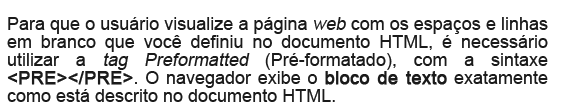 Para que o usuário visualize a página web com os espaços e linhas
em branco que você definiu no documento HTML, é necessário
utilizar a tag Preformatted (Pré-formatado), com a sintaxe
<PRE></PRE>. O navegador exibe o bloco de texto exatamente
como está descrito no documento HTML.